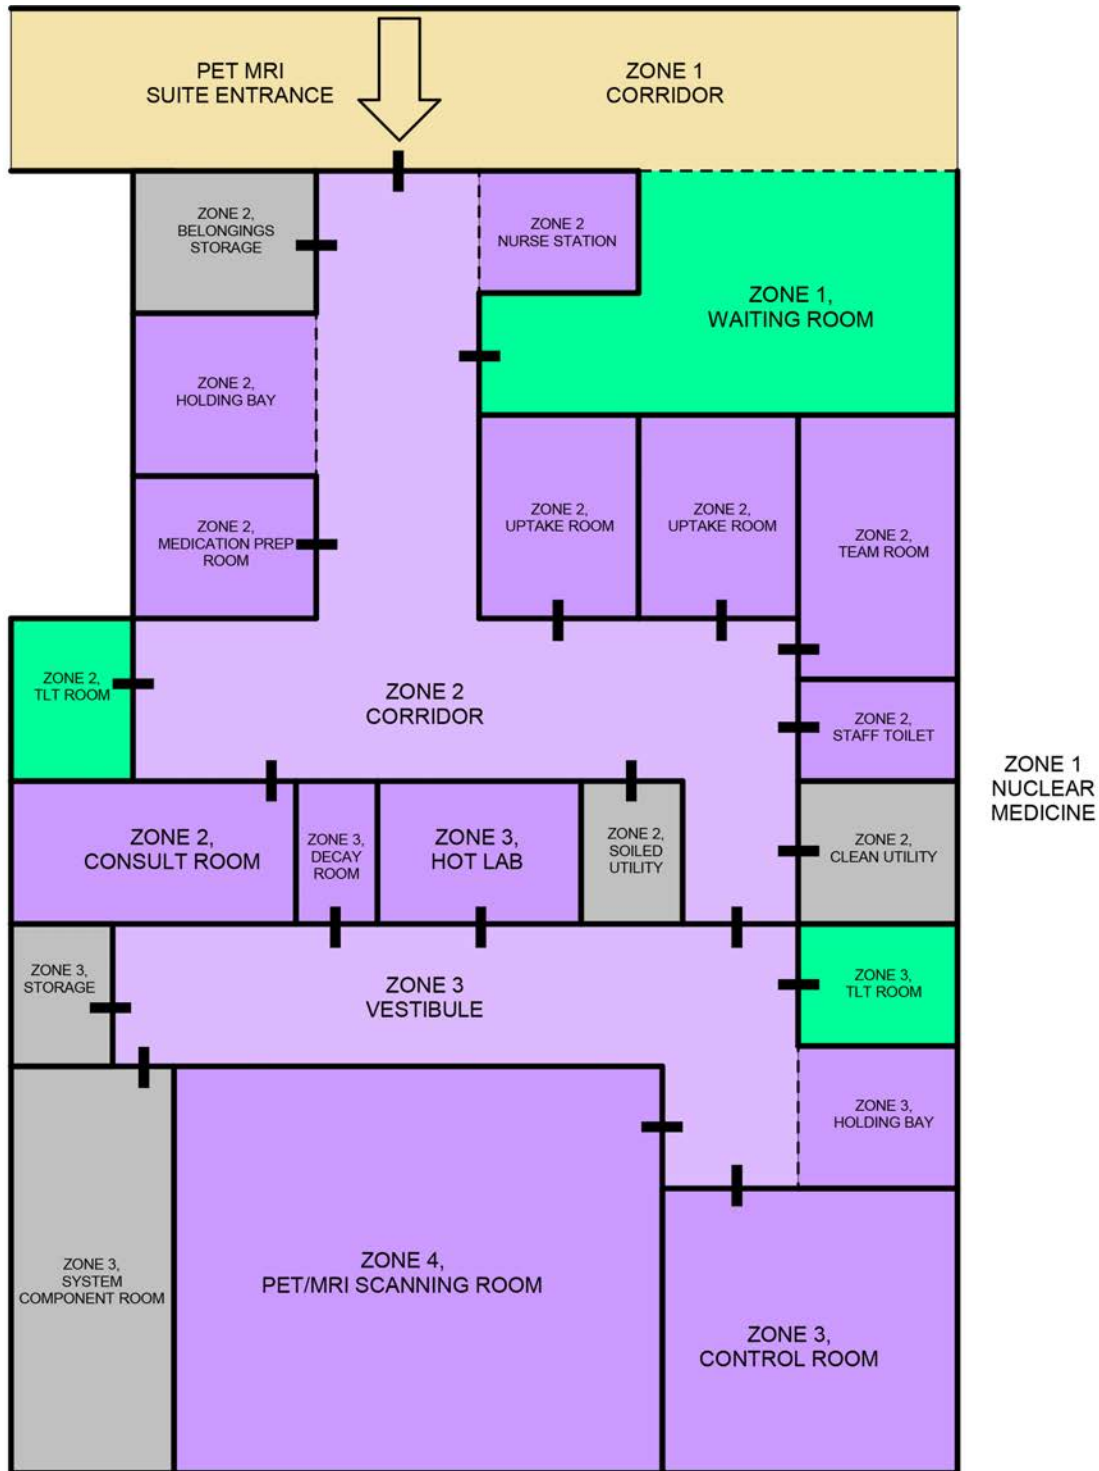 PET MRI
SUITE ENTRANCE
ZONE 1
CORRIDOR
ZONE 2,
BELONGINGS
STORAGE
ZONE 2
NURSE STATION
ZONE 1,
WAITING ROOM
ZONE 2,
HOLDING BAY
ZONE 2,
MEDICATION PREP
ROOM
ZONE 2,
UPTAKE ROOM
ZONE 2,
UPTAKE ROOM
ZONE 2,
TEAM ROOM
ZONE 2,
TLT ROOM
ZONE 2
CORRIDOR
ZONE 2,
STAFF TOILET
ZONE 1
NUCLEAR
MEDICINE
ZONE 2,
CONSULT ROOM
ZONE 3,
DECAY
ROOM
ZONE 3,
HOT LAB
ZONE 2,
SOILED
UTILITY
ZONE 2,
CLEAN UTILITY
ZONE 3,
STORAGE
ZONE 3
VESTIBULE
ZONE 3,
TLT ROOM
ZONE 3,
HOLDING BAY
ZONE 3,
SYSTEM
COMPONENT ROOM
ZONE 4,
PET/MRI SCANNING ROOM
ZONE 3,
CONTROL ROOM